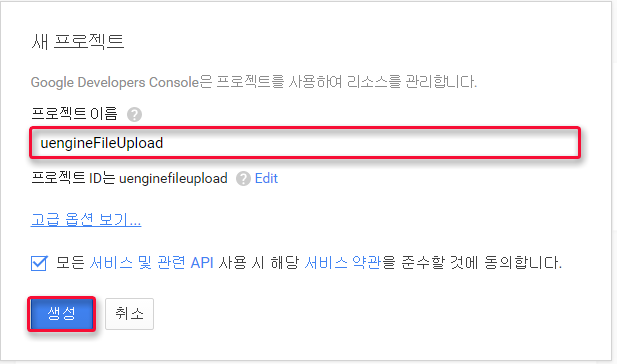 새 프로젝트
Google Developers Console은 프로젝트를 사용하여 리소스를 관리합니다.
프로젝트 이름 ?
uengineFileUpload
프로젝트 ID는 uenginefileupload ? Edit
고급 옵션 보기...
모든 서비스 및 관련 API 사용 시 해당 서비스 약관을 준수할 것에 동의합니다.
생성 취소